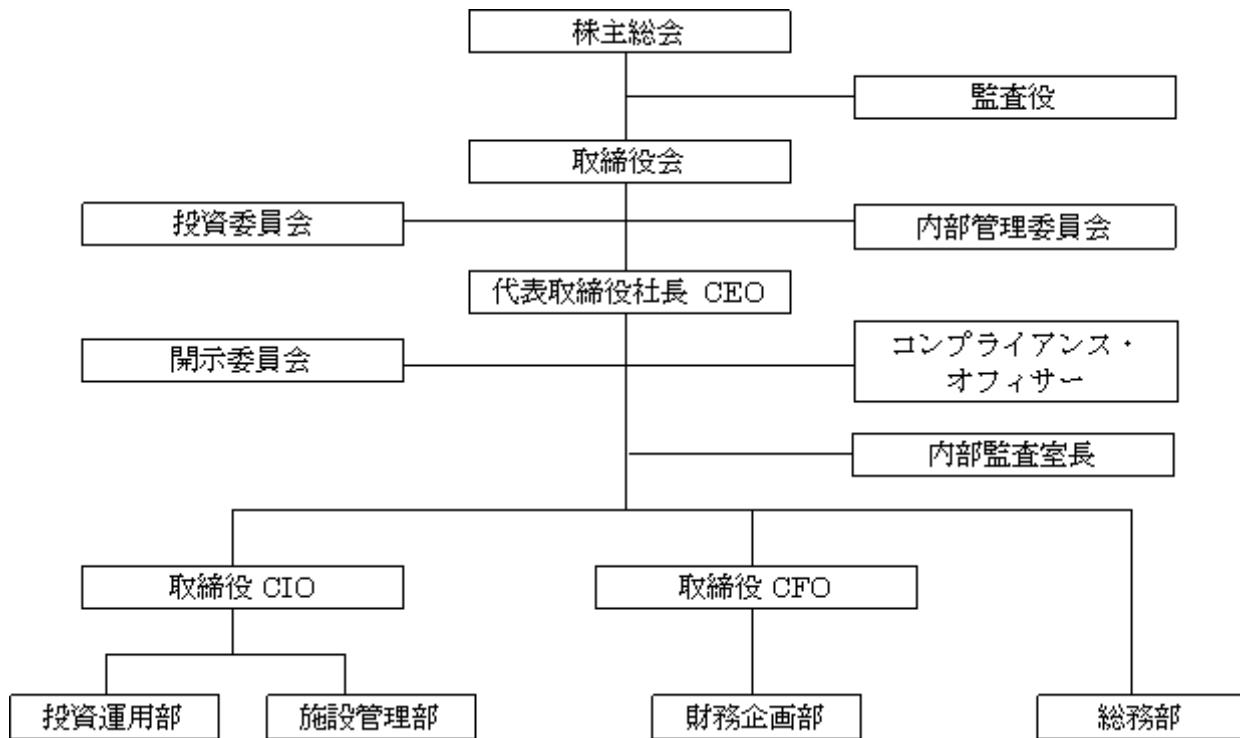 株主総会
監査役
取締役会
投資委員会
内部管理委員会
代表取締役社長 CEO
開示委員会
コンプライアンス・
オフィサー
内部監査室長
取締役 CIO
取締役 CFO
投資運用部
施設管理部
財務企画部
総務部